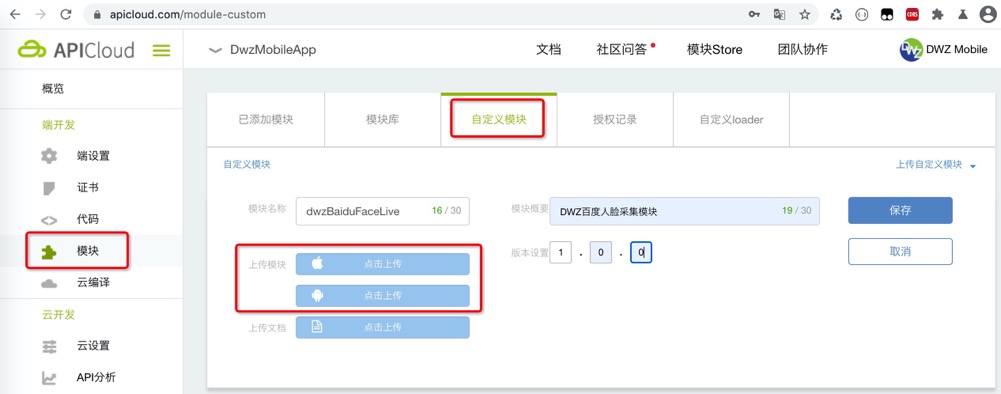 apicloud.com/module-custom
CORS
APICloud
DwzMobileApp
文档
社区问答
模块Store
团队协作
DWZ
DWZ Mobile
概览
端开发
端设置
证书
代码
模块
云编译
云开发
云设置
API分析
已添加模块
模块库
自定义模块
授权记录
自定义loader
自定义模块
上传自定义模块
模块名称
dwzBaiduFaceLive
16 / 30
模块概要
DWZ百度人脸采集模块
19 / 30
保存
上传模块
点击上传
版本设置
1 . 0 . 0
取消
点击上传
上传文档
点击上传